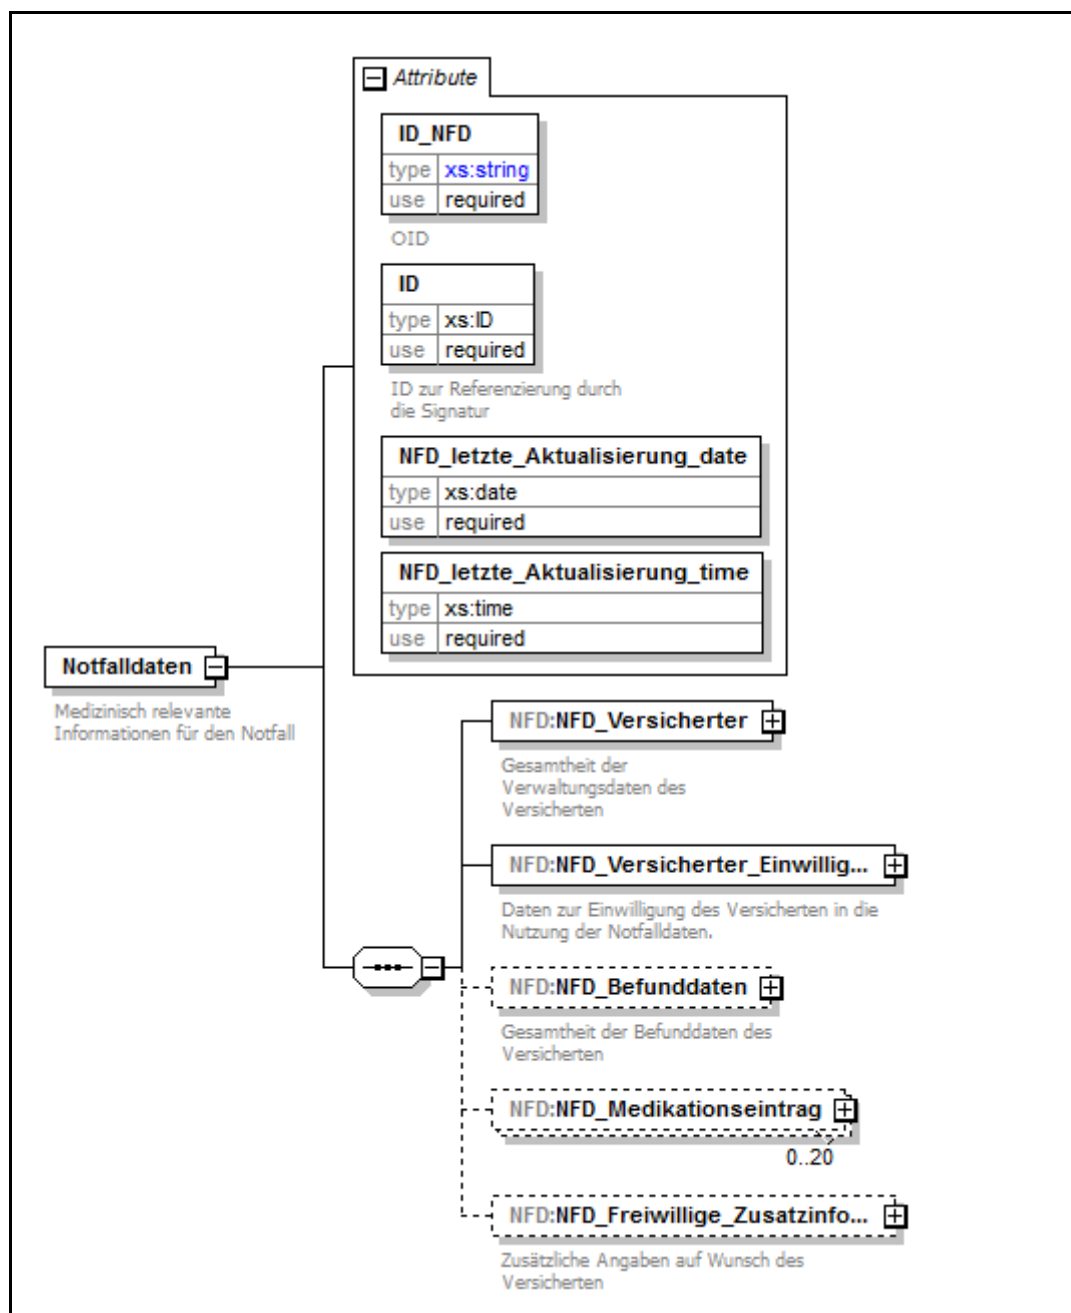 Attribute
ID_NFD
type xs:string
use required
OID
ID
type xs:ID
use required
ID zur Referenzierung durch
die Signatur
NFD_letzte_Aktualisierung_date
type xs:date
use required
NFD_letzte_Aktualisierung_time
type xs:time
use required
Notfalldaten
Medizinisch relevante
Informationen für den Notfall
NFD:NFD_Versicherter
Gesamtheit der
Verwaltungsdaten des
Versicherten
NFD:NFD_Versicherter_Einwillig...
Daten zur Einwilligung des Versicherten in die
Nutzung der Notfalldaten.
NFD:NFD_Befunddaten
Gesamtheit der Befunddaten des
Versicherten
NFD:NFD_Medikationseintrag
0..20
NFD:NFD_Freiwillige_Zusatzinfo...
Zusätzliche Angaben auf Wunsch des
Versicherten